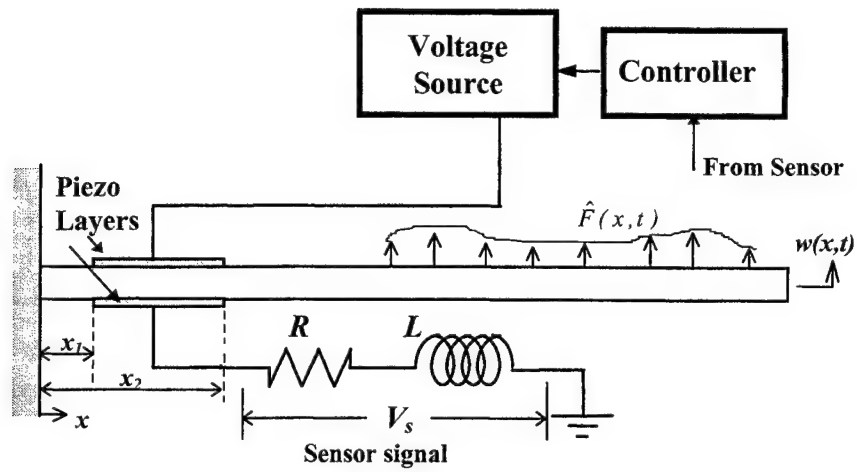 Voltage
Source
Controller
From Sensor
Piezo
Layers
F̂(x,t)
w(x,t)
R
L
x₁
x₂
x
Vₛ
Sensor signal